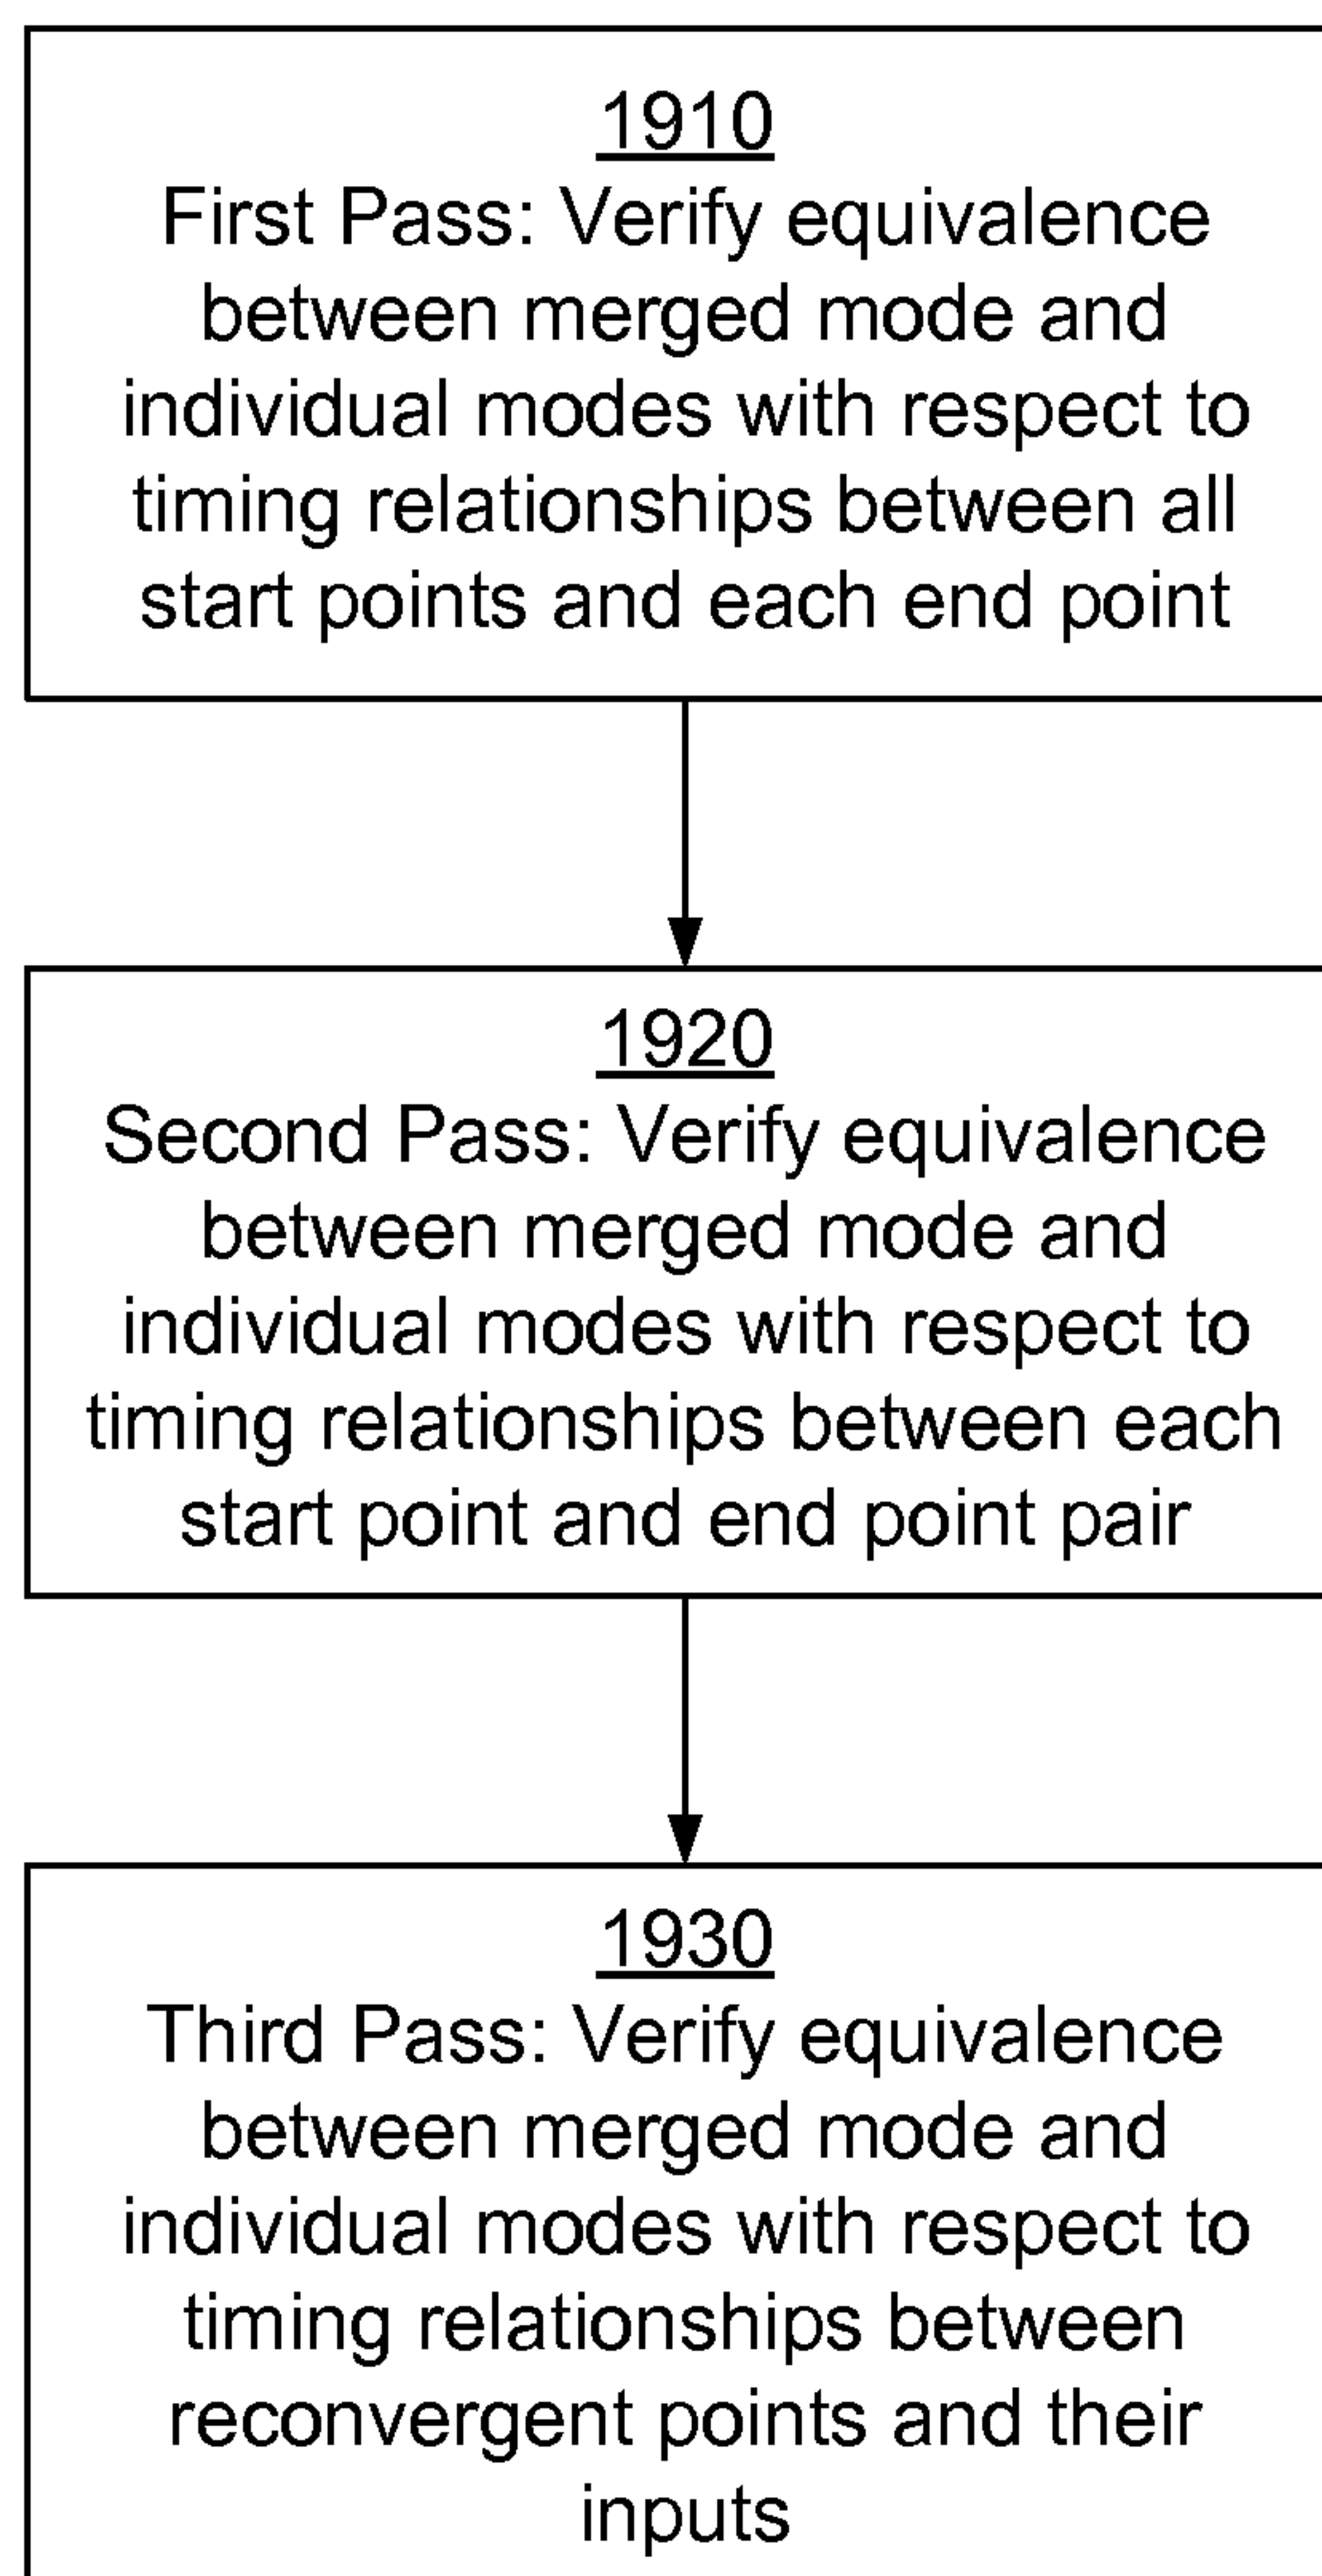 1910
First Pass: Verify equivalence
between merged mode and
individual modes with respect to
timing relationships between all
start points and each end point
1920
Second Pass: Verify equivalence
between merged mode and
individual modes with respect to
timing relationships between each
start point and end point pair
1930
Third Pass: Verify equivalence
between merged mode and
individual modes with respect to
timing relationships between
reconvergent points and their
inputs